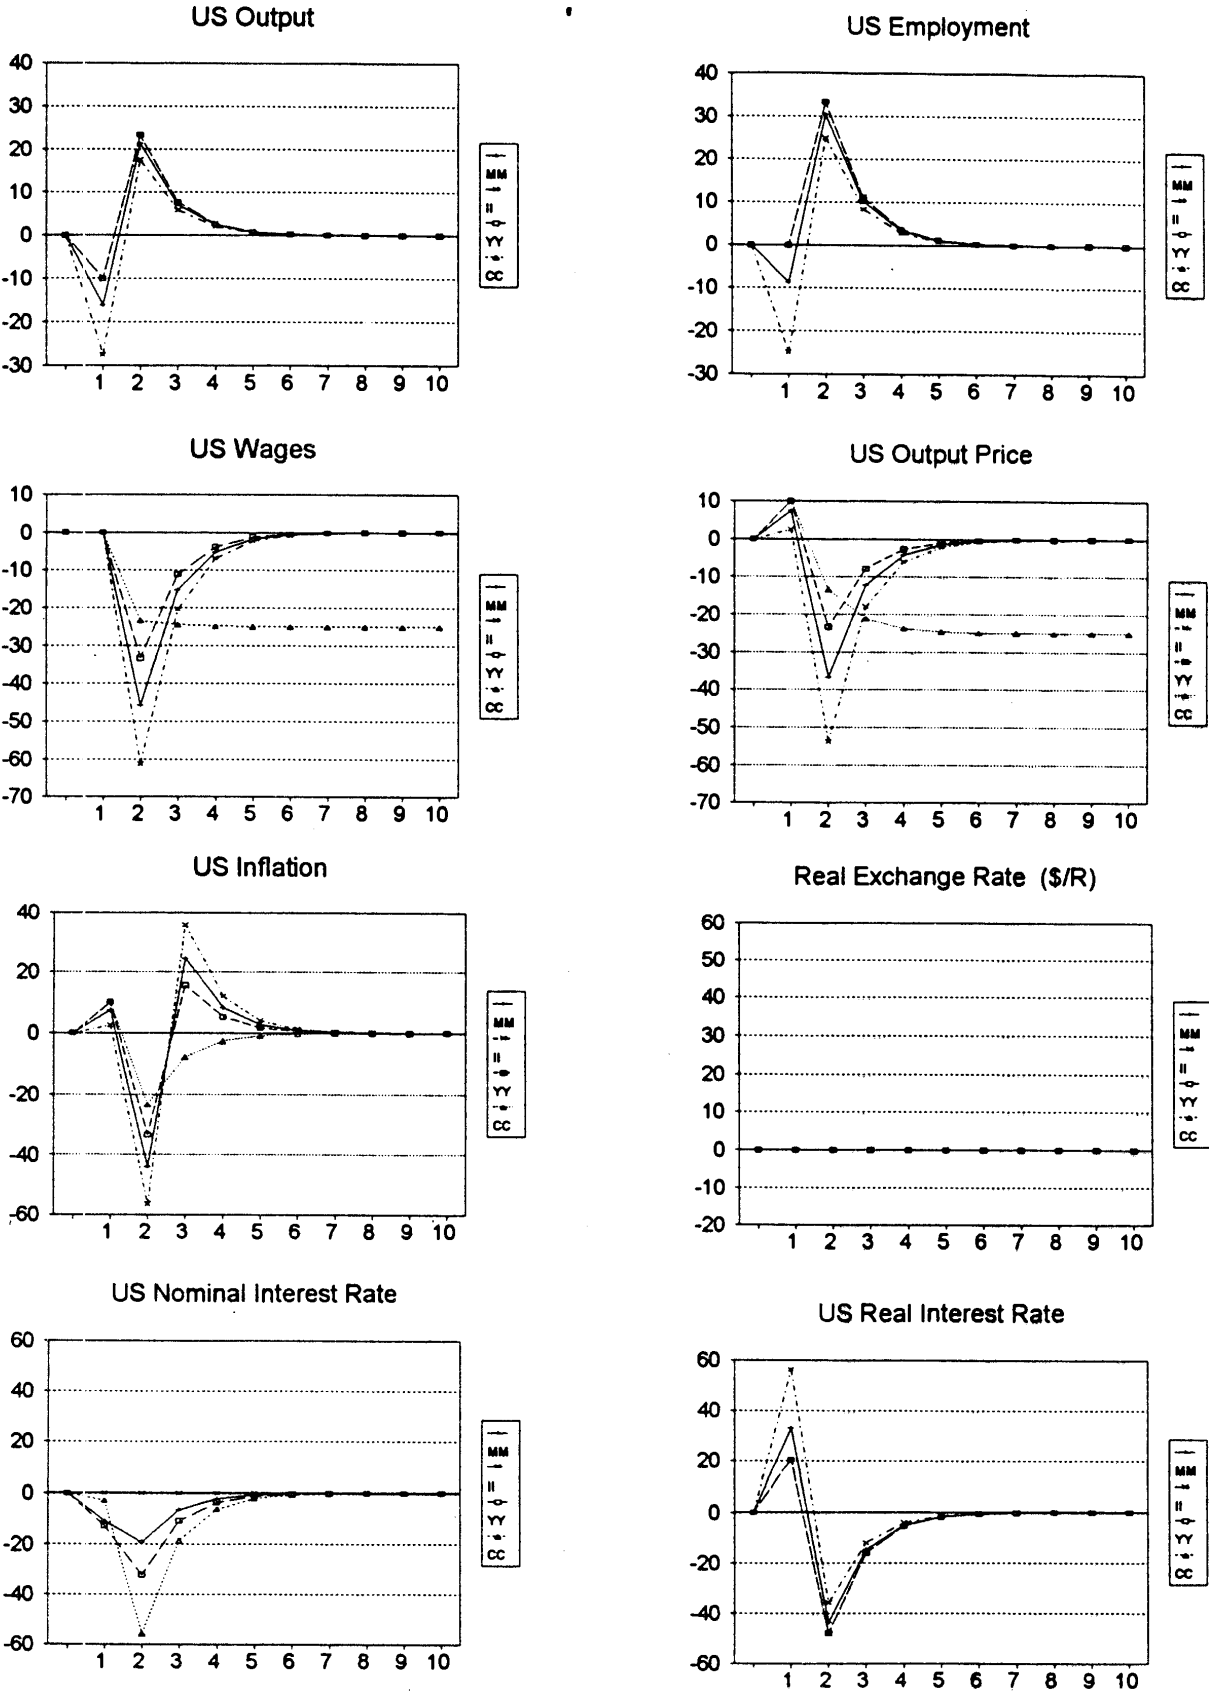 US Output
40
30
20
10
0
-10
-20
-30
1 2 3 4 5 6 7 8 9 10
MM
II
YY
CC
US Employment
40
30
20
10
0
-10
-20
-30
1 2 3 4 5 6 7 8 9 10
MM
II
YY
CC
US Wages
10
0
-10
-20
-30
-40
-50
-60
-70
1 2 3 4 5 6 7 8 9 10
MM
II
YY
CC
US Output Price
10
0
-10
-20
-30
-40
-50
-60
-70
1 2 3 4 5 6 7 8 9 10
MM
II
YY
CC
US Inflation
40
20
0
-20
-40
-60
1 2 3 4 5 6 7 8 9 10
MM
II
YY
CC
Real Exchange Rate ($/R)
60
50
40
30
20
10
0
-10
-20
1 2 3 4 5 6 7 8 9 10
MM
II
YY
CC
US Nominal Interest Rate
60
40
20
0
-20
-40
-60
1 2 3 4 5 6 7 8 9 10
MM
II
YY
CC
US Real Interest Rate
60
40
20
0
-20
-40
-60
1 2 3 4 5 6 7 8 9 10
MM
II
YY
CC